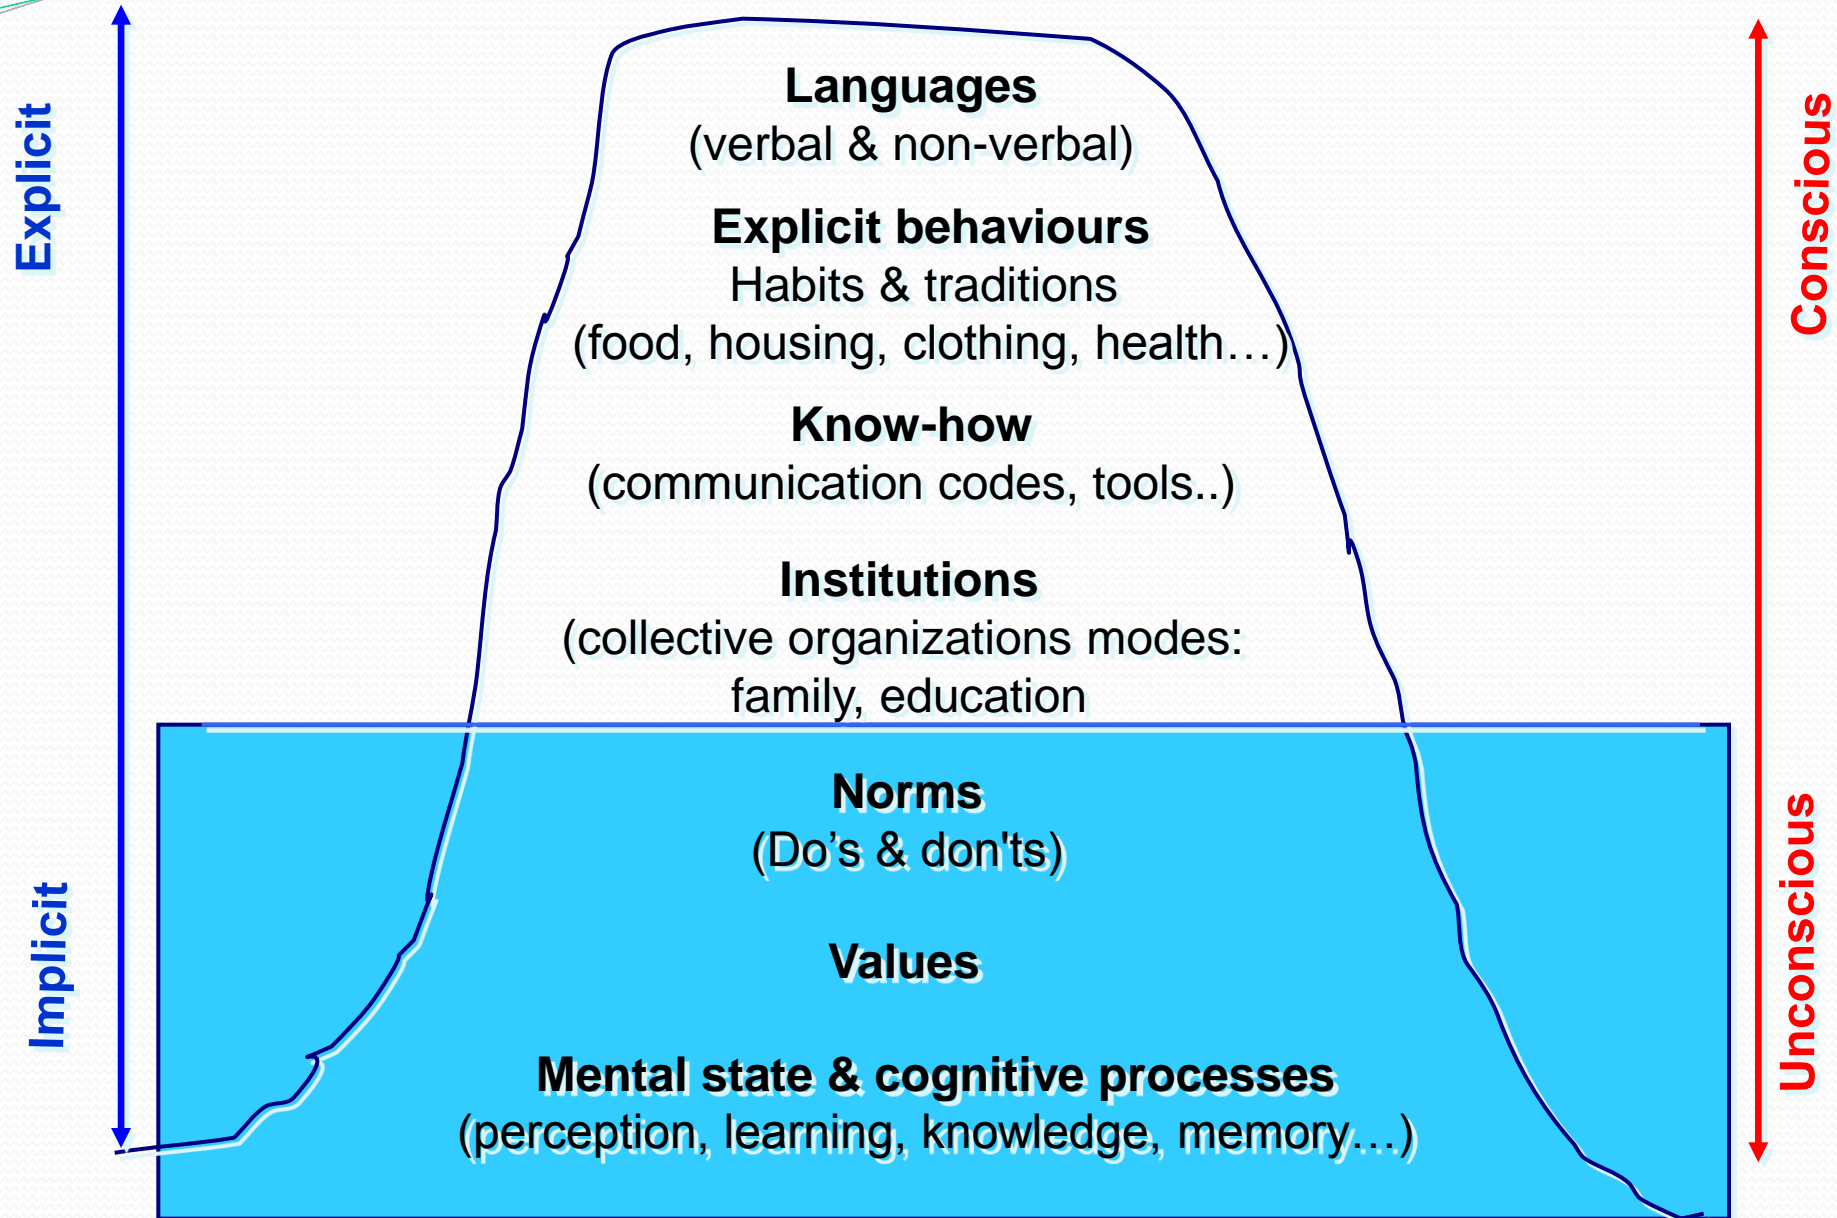 Explicit
Conscious
Languages
(verbal & non-verbal)
Explicit behaviours
Habits & traditions
(food, housing, clothing, health…)
Know-how
(communication codes, tools..)
Institutions
(collective organizations modes:
family, education
Implicit
Unconscious
Norms
(Do’s & don'ts)
Values
Mental state & cognitive processes
(perception, learning, knowledge, memory…)